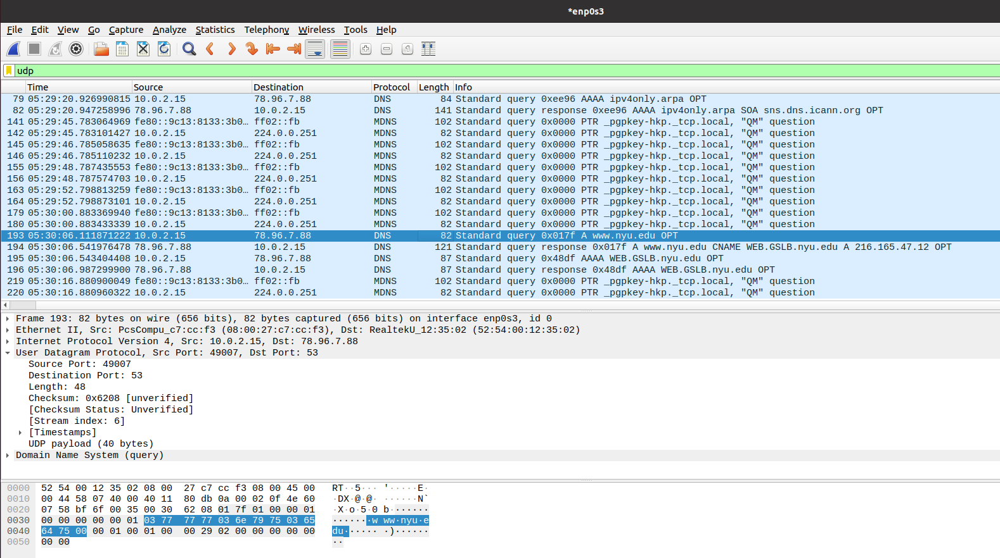 *enp0s3
File Edit View Go Capture Analyze Statistics Telephony Wireless Tools Help
udp
Time Source Destination Protocol Length Info
79 05:29:20.926990815 10.0.2.15 78.96.7.88 DNS 84 Standard query 0xee96 AAAA ipv4only.arpa OPT
82 05:29:20.947258996 78.96.7.88 10.0.2.15 DNS 141 Standard query response 0xee96 AAAA ipv4only.arpa SOA sns.dns.icann.org OPT
141 05:29:45.783064969 fe80::9c13:8133:3b0… ff02::fb MDNS 102 Standard query 0x0000 PTR _pgpkey-hkp._tcp.local, "QM" question
142 05:29:45.783101427 10.0.2.15 224.0.0.251 MDNS 82 Standard query 0x0000 PTR _pgpkey-hkp._tcp.local, "QM" question
145 05:29:46.785058635 fe80::9c13:8133:3b0… ff02::fb MDNS 102 Standard query 0x0000 PTR _pgpkey-hkp._tcp.local, "QM" question
146 05:29:46.785110232 10.0.2.15 224.0.0.251 MDNS 82 Standard query 0x0000 PTR _pgpkey-hkp._tcp.local, "QM" question
155 05:29:48.787435553 fe80::9c13:8133:3b0… ff02::fb MDNS 102 Standard query 0x0000 PTR _pgpkey-hkp._tcp.local, "QM" question
156 05:29:48.787574703 10.0.2.15 224.0.0.251 MDNS 82 Standard query 0x0000 PTR _pgpkey-hkp._tcp.local, "QM" question
163 05:29:52.798813259 fe80::9c13:8133:3b0… ff02::fb MDNS 102 Standard query 0x0000 PTR _pgpkey-hkp._tcp.local, "QM" question
164 05:29:52.798873101 10.0.2.15 224.0.0.251 MDNS 82 Standard query 0x0000 PTR _pgpkey-hkp._tcp.local, "QM" question
179 05:30:00.883369940 fe80::9c13:8133:3b0… ff02::fb MDNS 102 Standard query 0x0000 PTR _pgpkey-hkp._tcp.local, "QM" question
180 05:30:00.883433339 10.0.2.15 224.0.0.251 MDNS 82 Standard query 0x0000 PTR _pgpkey-hkp._tcp.local, "QM" question
193 05:30:06.111871222 10.0.2.15 78.96.7.88 DNS 82 Standard query 0x017f A www.nyu.edu OPT
194 05:30:06.541976478 78.96.7.88 10.0.2.15 DNS 121 Standard query response 0x017f A www.nyu.edu CNAME WEB.GSLB.nyu.edu A 216.165.47.12 OPT
195 05:30:06.543404408 10.0.2.15 78.96.7.88 DNS 87 Standard query 0x48df AAAA WEB.GSLB.nyu.edu OPT
196 05:30:06.987299900 78.96.7.88 10.0.2.15 DNS 87 Standard query response 0x48df AAAA WEB.GSLB.nyu.edu OPT
219 05:30:16.880900049 fe80::9c13:8133:3b0… ff02::fb MDNS 102 Standard query 0x0000 PTR _pgpkey-hkp._tcp.local, "QM" question
220 05:30:16.880960322 10.0.2.15 224.0.0.251 MDNS 82 Standard query 0x0000 PTR _pgpkey-hkp._tcp.local, "QM" question
Frame 193: 82 bytes on wire (656 bits), 82 bytes captured (656 bits) on interface enp0s3, id 0
Ethernet II, Src: PcsCompu_c7:cc:f3 (08:00:27:c7:cc:f3), Dst: RealtekU_12:35:02 (52:54:00:12:35:02)
Internet Protocol Version 4, Src: 10.0.2.15, Dst: 78.96.7.88
User Datagram Protocol, Src Port: 49007, Dst Port: 53
Source Port: 49007
Destination Port: 53
Length: 48
Checksum: 0x6208 [unverified]
[Checksum Status: Unverified]
[Stream index: 6]
[Timestamps]
UDP payload (40 bytes)
Domain Name System (query)
0000 52 54 00 12 35 02 08 00 27 c7 cc f3 08 00 45 00 RT··5··· '·····E·
0010 00 44 58 07 40 00 40 11 80 db 0a 00 02 0f 4e 60 ·DX·@·@· ······N`
0020 07 58 bf 6f 00 35 00 30 62 08 01 7f 01 00 00 01 ·X·o·5·0 b·······
0030 00 00 00 00 00 01 03 77 77 77 03 6e 79 75 03 65 ·······w ww·nyu·e
0040 64 75 00 00 01 00 01 00 00 29 02 00 00 00 00 00 du······ ·)······
0050 00 00 ··